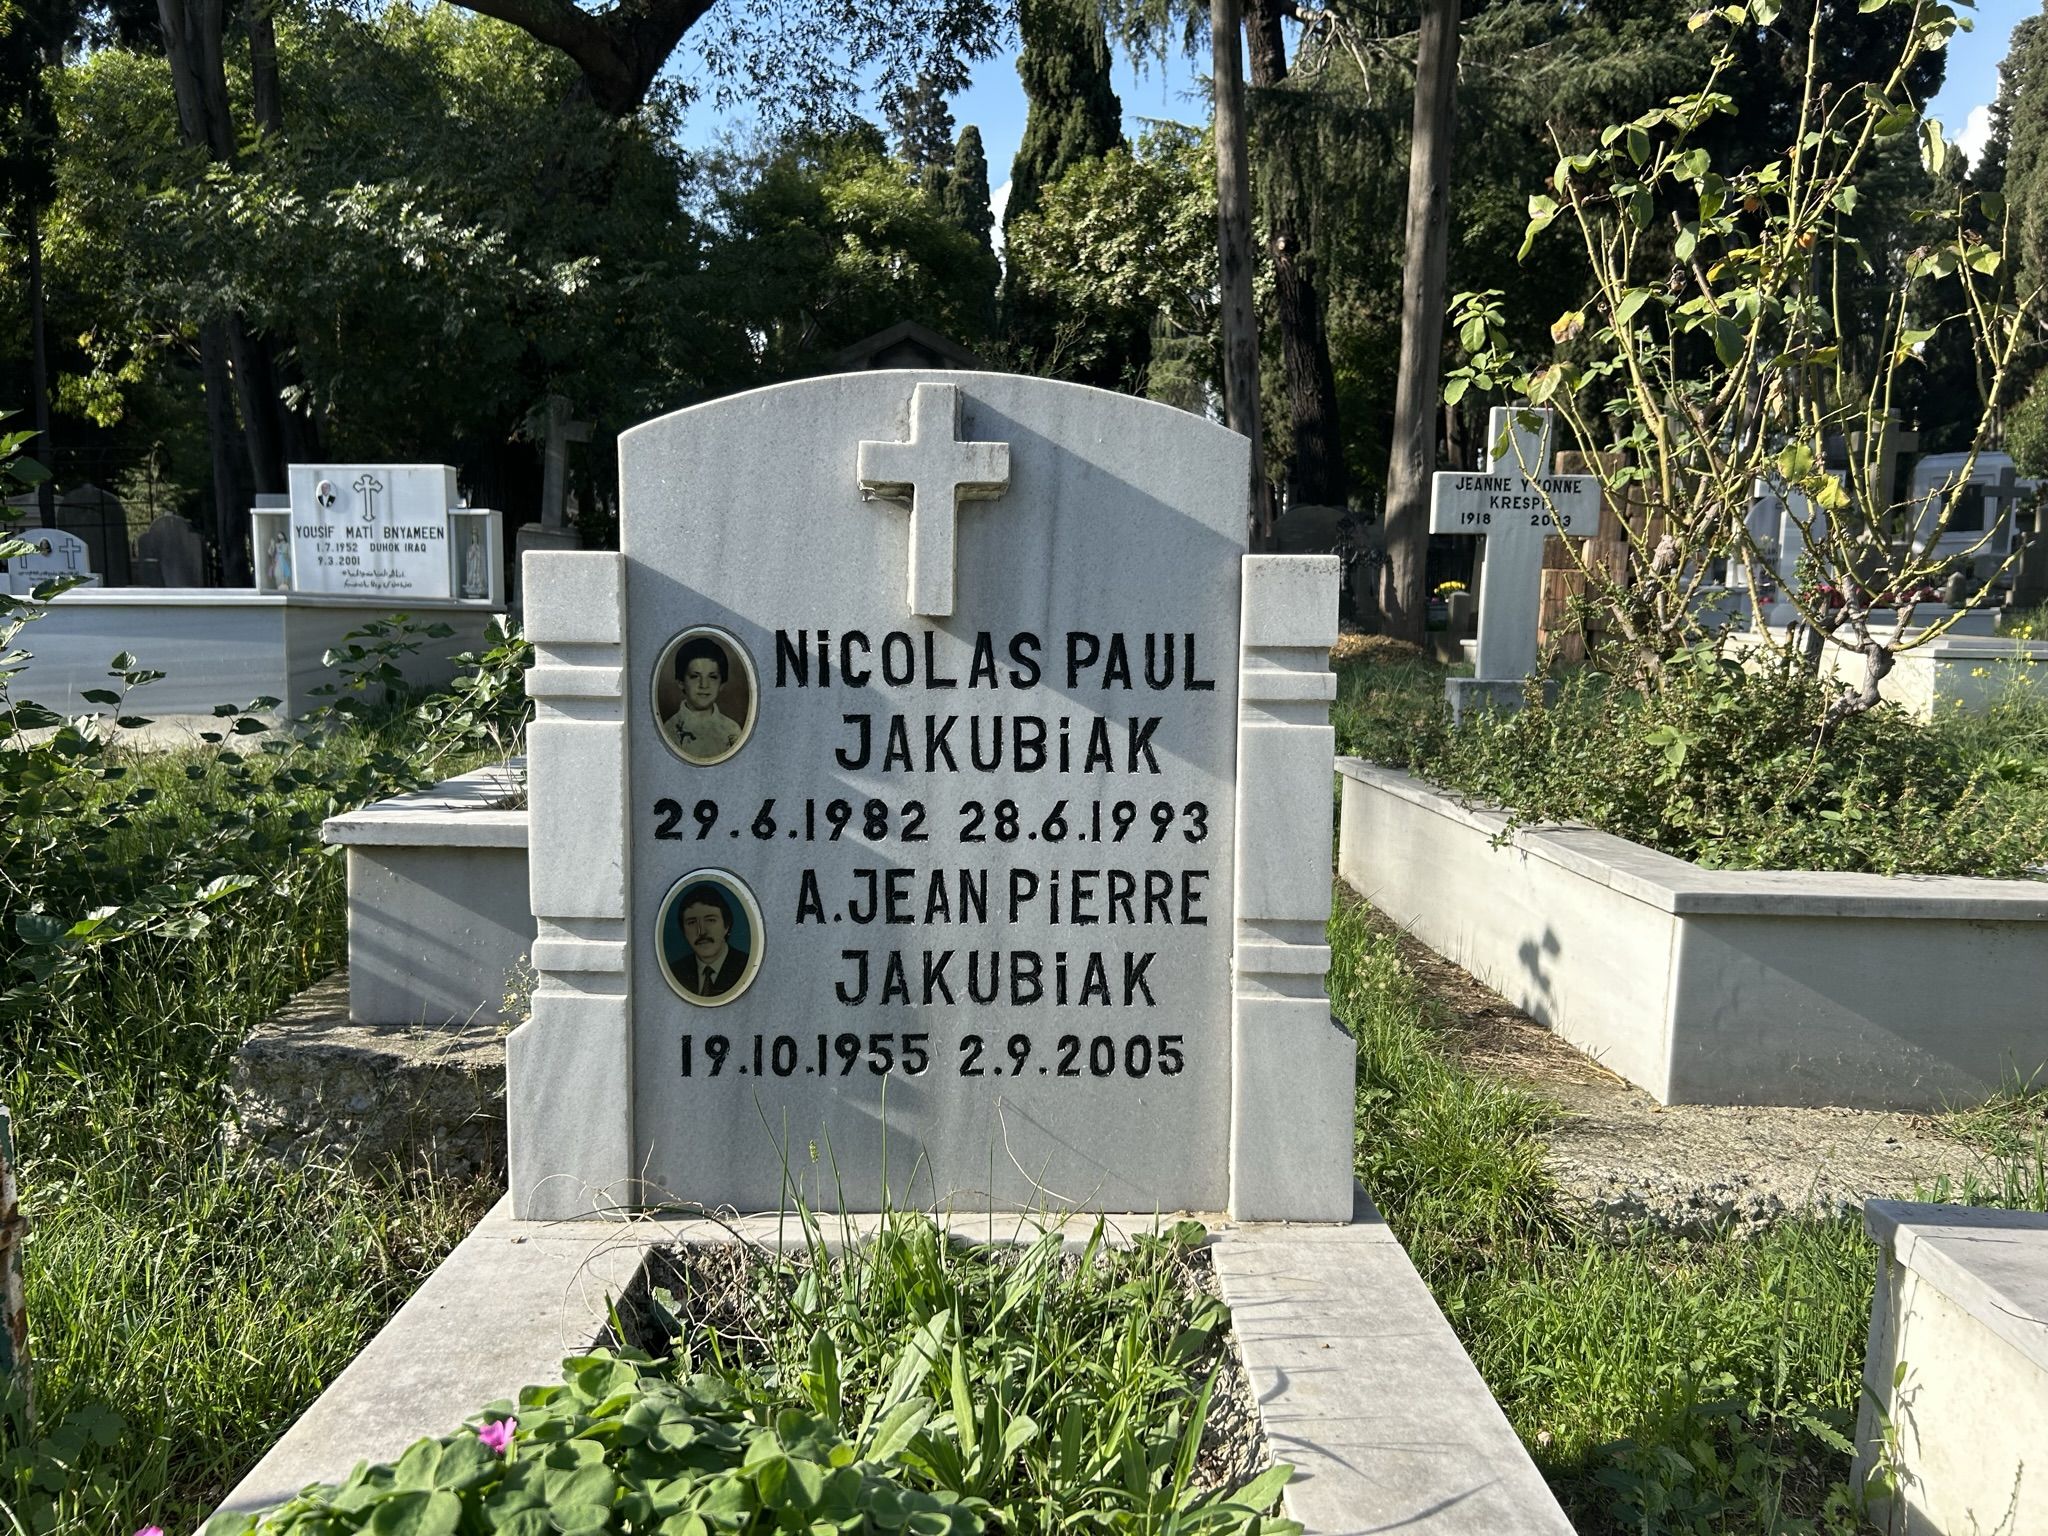 NiCOLAS PAUL
JAKUBiAK
29.6.1982 28.6.1993
A.JEAN PiERRE
JAKUBiAK
19.10.1955 2.9.2005
YOUSiF MATi BNYAMEEN
1.7.1952 DUHOK IRAQ
9.3.2001
JEANNE YVONNE
1918 2003